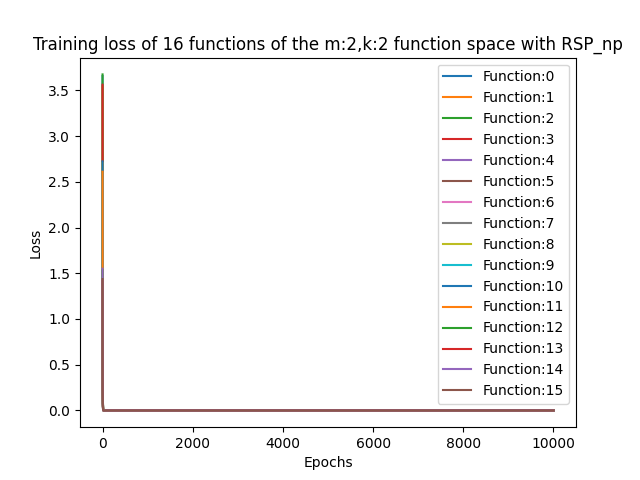 Training loss of 16 functions of the m:2,k:2 function space with RSP_np
3.5
3.0
2.5
2.0
1.5
1.0
0.5
0.0
Loss
0 2000 4000 6000 8000 10000
Epochs
Function:0
Function:1
Function:2
Function:3
Function:4
Function:5
Function:6
Function:7
Function:8
Function:9
Function:10
Function:11
Function:12
Function:13
Function:14
Function:15